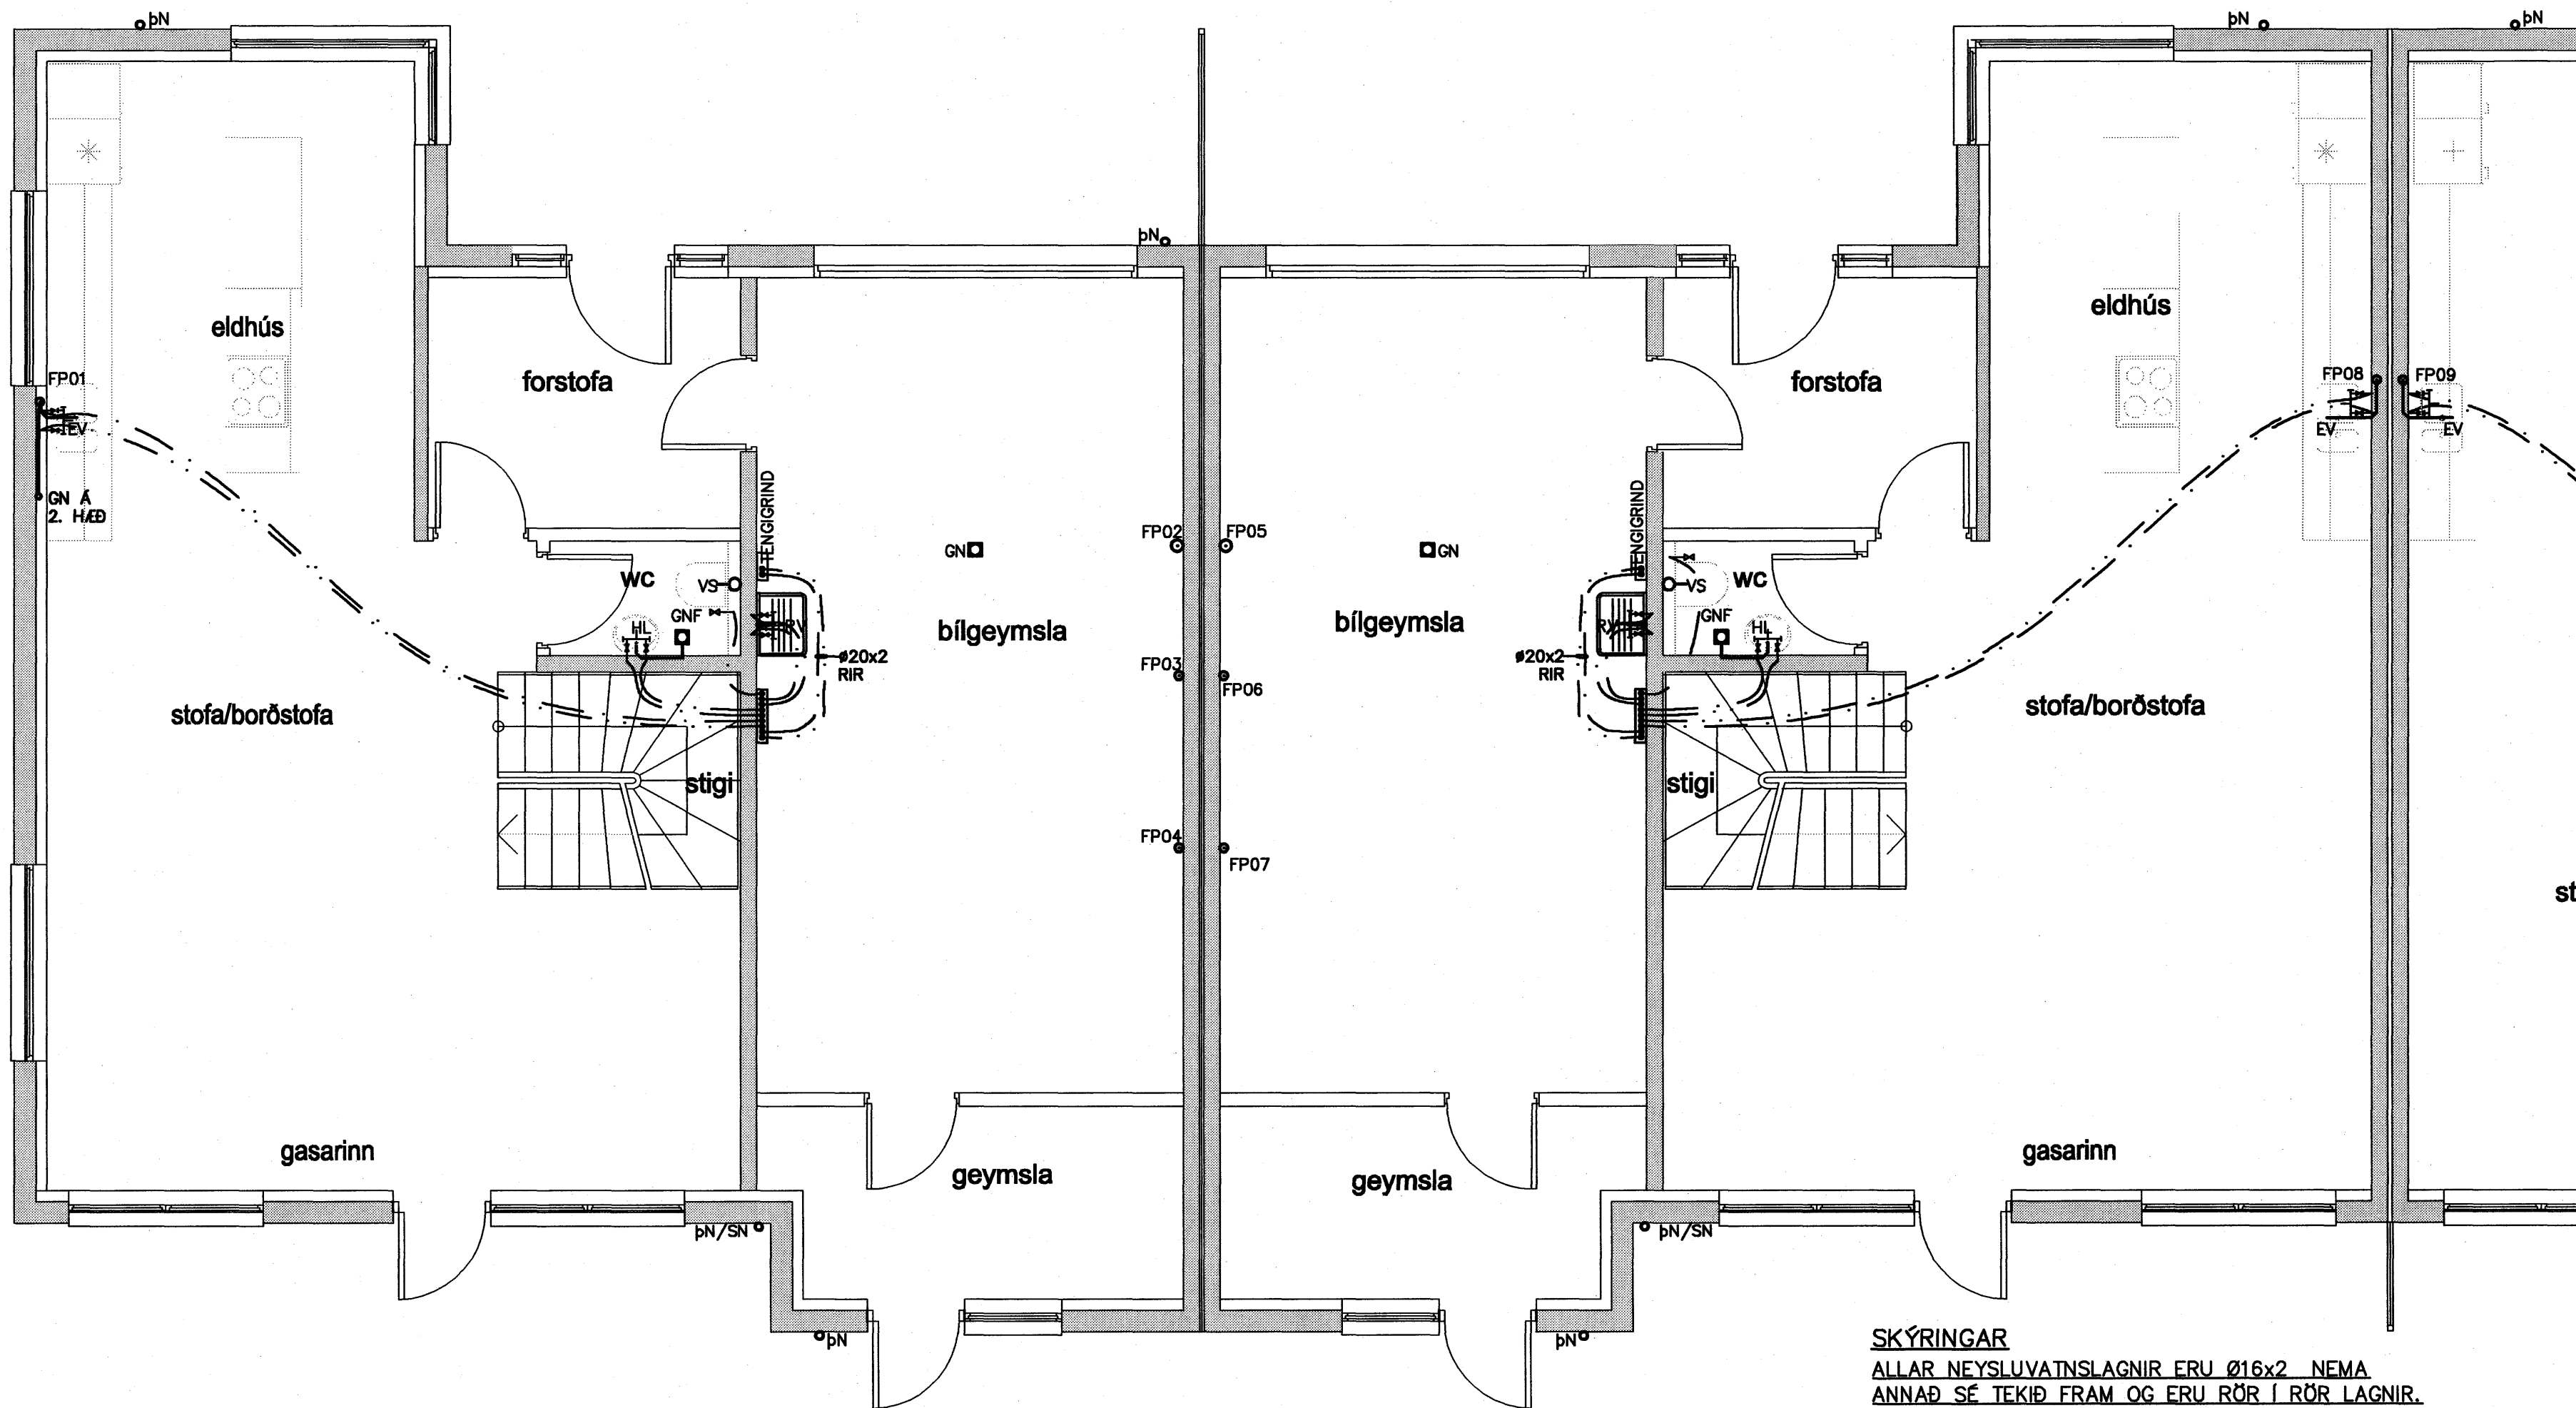 þN
þN
þN
þN
eldhús
forstofa
forstofa
eldhús
FP01
EV
GN Á
2. HÆÐ
FP08
FP09
EV
EV
TENGIGRIND
TENGIGRIND
FP02
FP05
GN
GN
WC
VS
GNF
HL
RV
bílgeymsla
bílgeymsla
WC
VS
GNF
HL
RV
ø20x2
RIR
ø20x2
RIR
FP03
FP06
stofa/borðstofa
stofa/borðstofa
stigi
stigi
FP04
FP07
st
gasarinn
geymsla
geymsla
gasarinn
þN/SN
þN/SN
þN
þN
SKÝRINGAR
ALLAR NEYSLUVATNSLAGNIR ERU Ø16x2 NEMA
ANNAÐ SÉ TEKIÐ FRAM OG ERU RÖR Í RÖR LAGNIR.